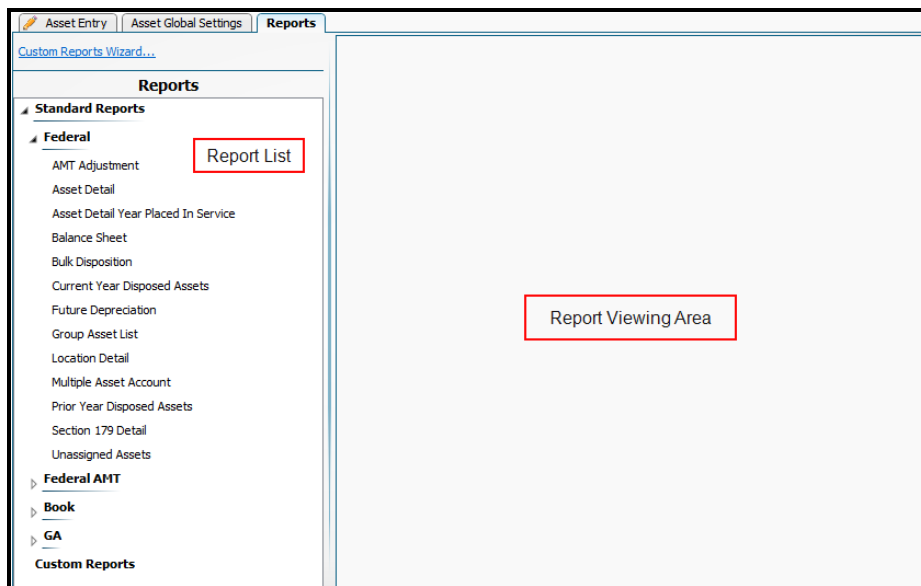 Asset Entry Asset Global Settings Reports
Custom Reports Wizard...
Reports
Standard Reports
Federal
Report List
AMT Adjustment
Asset Detail
Asset Detail Year Placed In Service
Balance Sheet
Bulk Disposition
Current Year Disposed Assets
Future Depreciation
Report Viewing Area
Group Asset List
Location Detail
Multiple Asset Account
Prior Year Disposed Assets
Section 179 Detail
Unassigned Assets
Federal AMT
Book
GA
Custom Reports